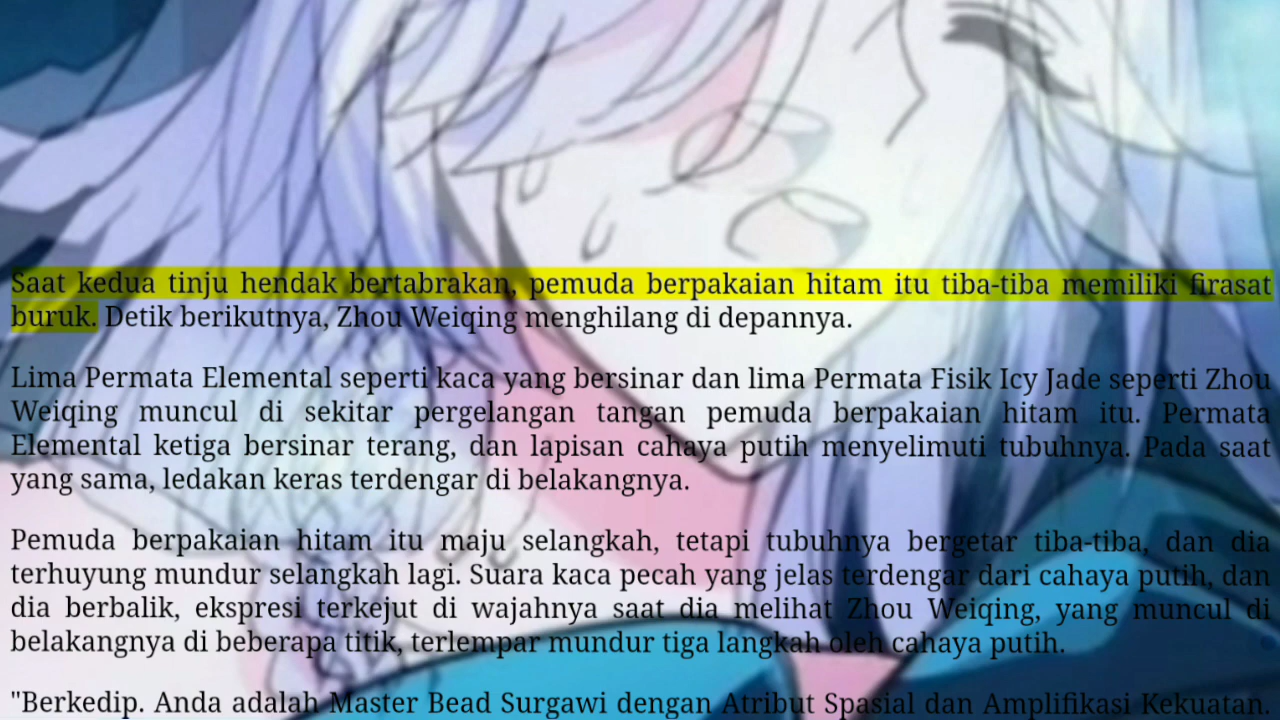 Saat kedua tinju hendak bertabrakan, pemuda berpakaian hitam itu tiba-tiba memiliki firasat
buruk. Detik berikutnya, Zhou Weiqing menghilang di depannya.
Lima Permata Elemental seperti kaca yang bersinar dan lima Permata Fisik Icy Jade seperti Zhou
Weiqing muncul di sekitar pergelangan tangan pemuda berpakaian hitam itu. Permata
Elemental ketiga bersinar terang, dan lapisan cahaya putih menyelimuti tubuhnya. Pada saat
yang sama, ledakan keras terdengar di belakangnya.
Pemuda berpakaian hitam itu maju selangkah, tetapi tubuhnya bergetar tiba-tiba, dan dia
terhuyung mundur selangkah lagi. Suara kaca pecah yang jelas terdengar dari cahaya putih, dan
dia berbalik, ekspresi terkejut di wajahnya saat dia melihat Zhou Weiqing, yang muncul di
belakangnya di beberapa titik, terlempar mundur tiga langkah oleh cahaya putih.
"Berkedip. Anda adalah Master Bead Surgawi dengan Atribut Spasial dan Amplifikasi Kekuatan.